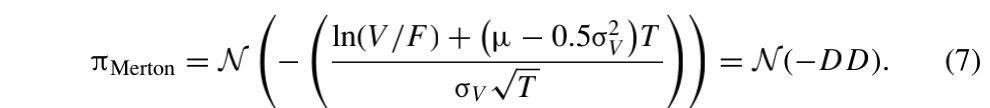 π_Merton = 𝒩(−((ln(V/F) + (μ − 0.5σ_V^2)T)/(σ_V√T))) = 𝒩(−DD). (7)